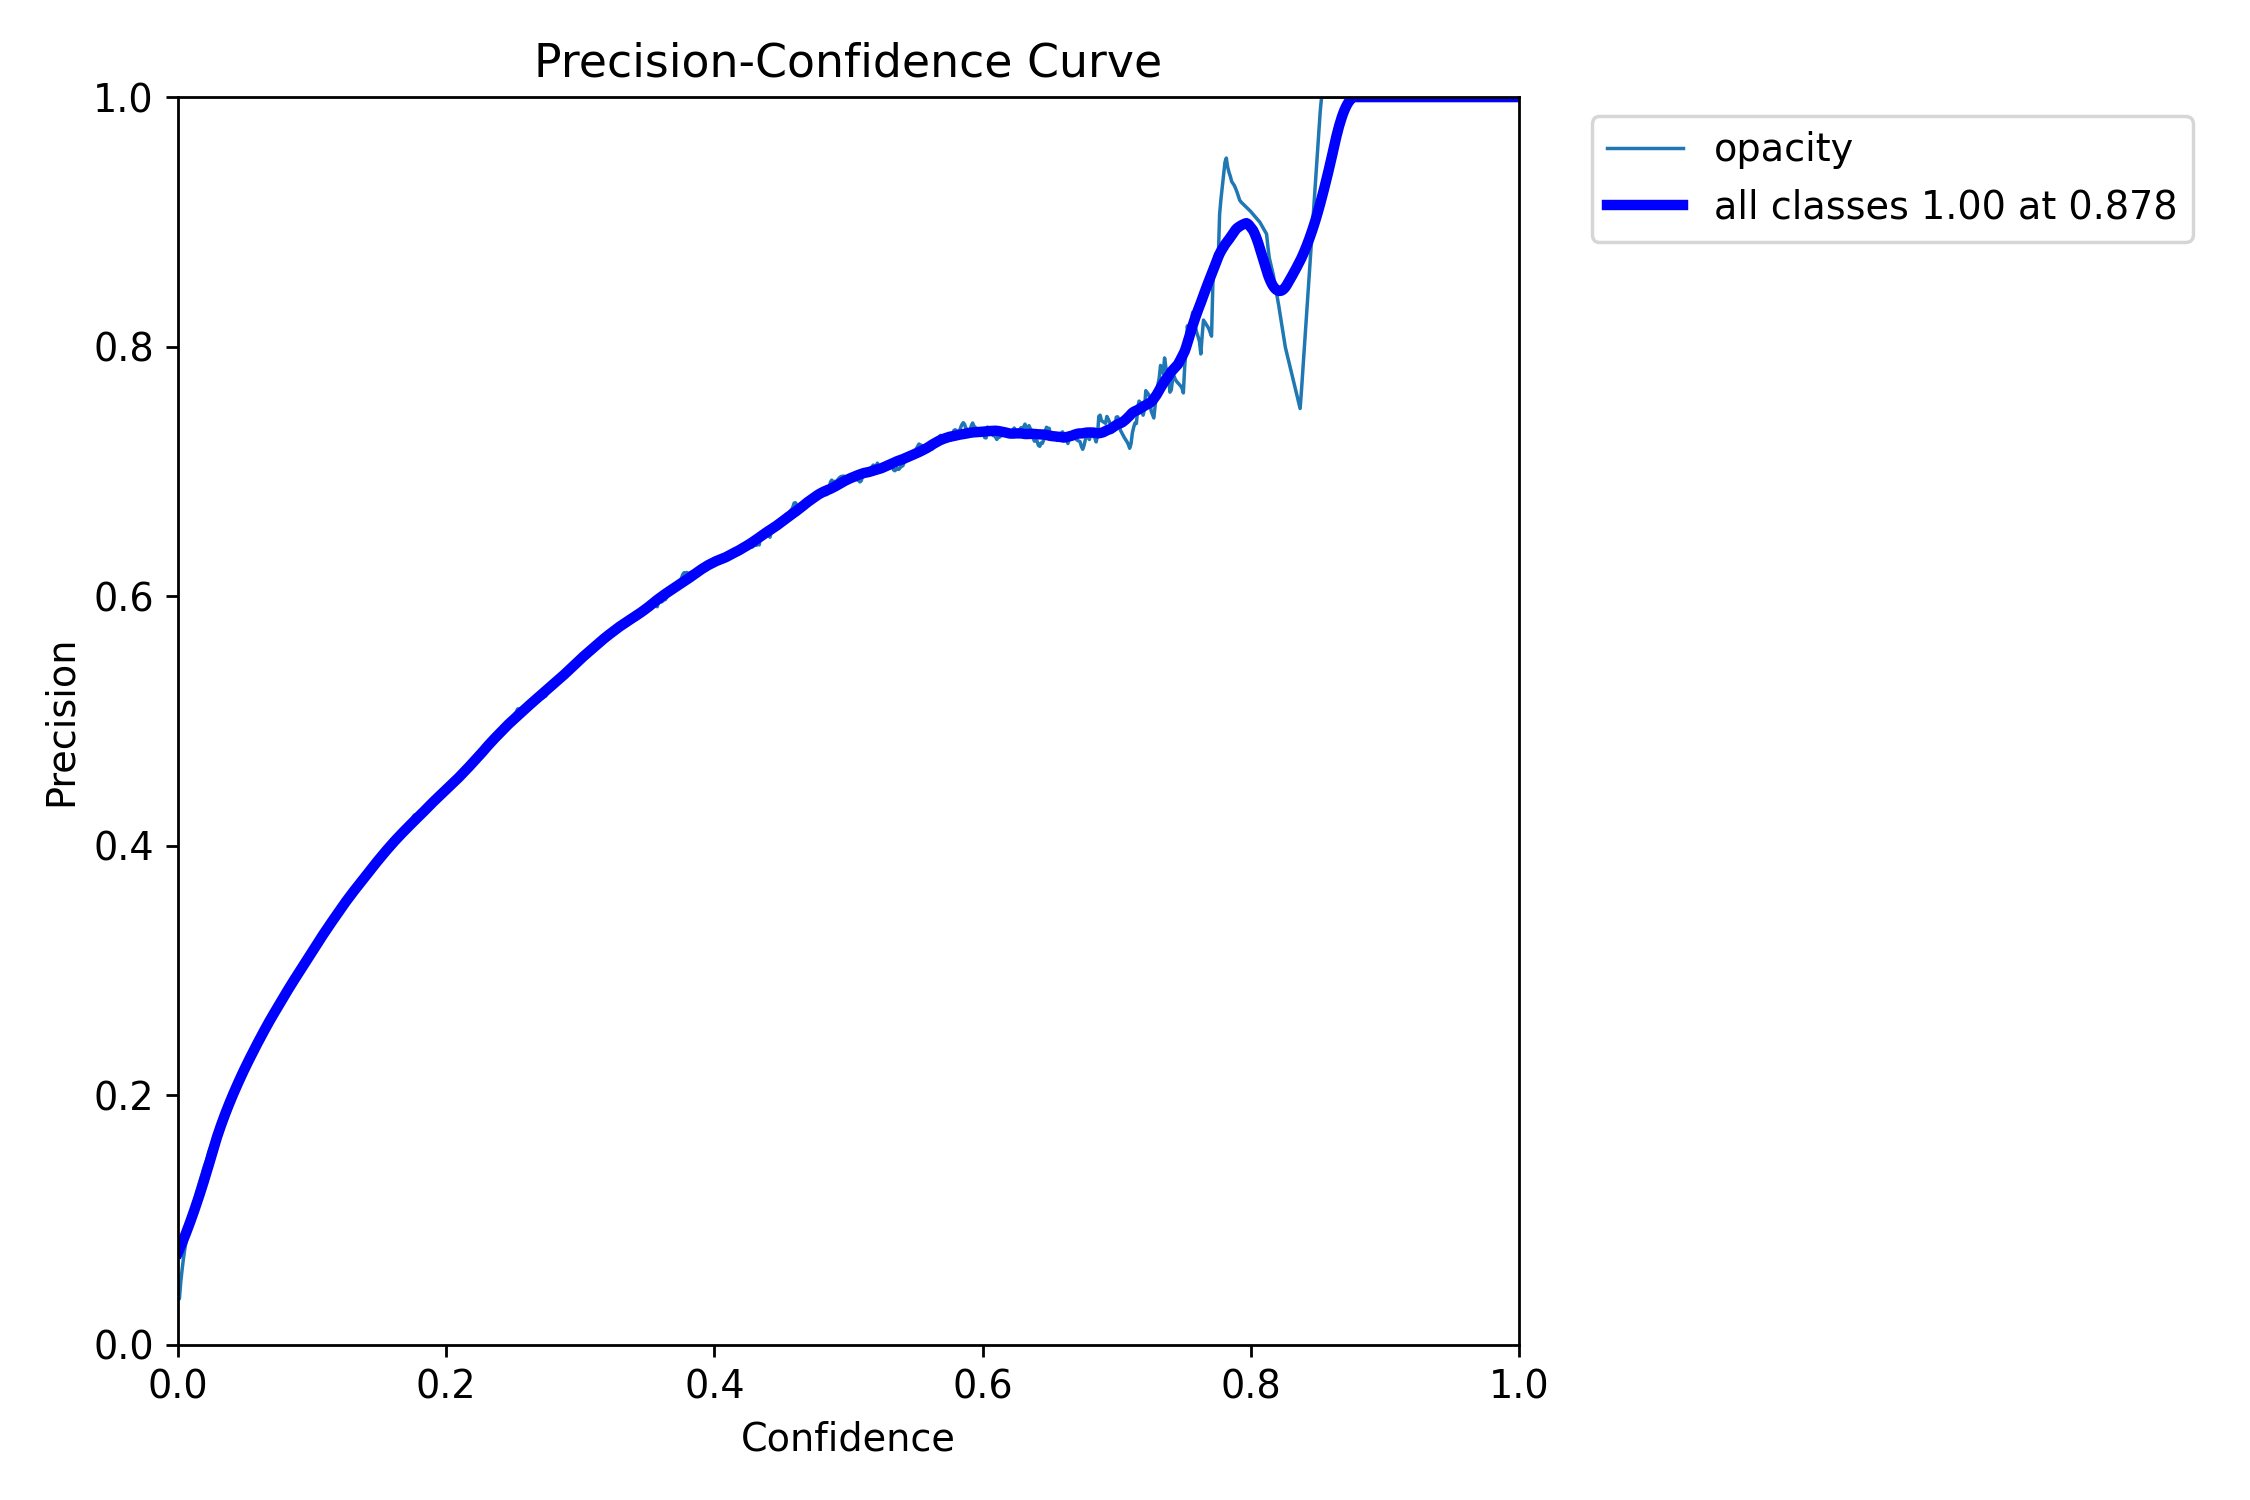 Precision-Confidence Curve
opacity
all classes 1.00 at 0.878
1.0
0.8
0.6
0.4
0.2
0.0
Precision
0.0 0.2 0.4 0.6 0.8 1.0
Confidence